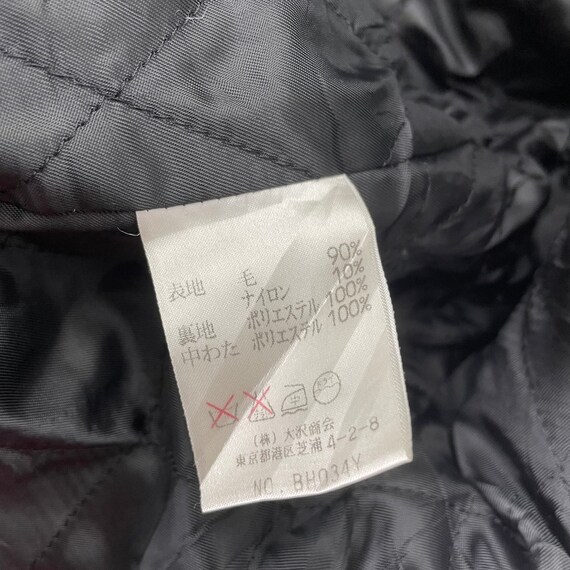 表地 毛 90%
ナイロン 10%
裏地 ポリエステル 100%
中わた ポリエステル 100%
中
(株) 大沢商会
東京都港区芝浦 4-2-8
NO. BH034Y